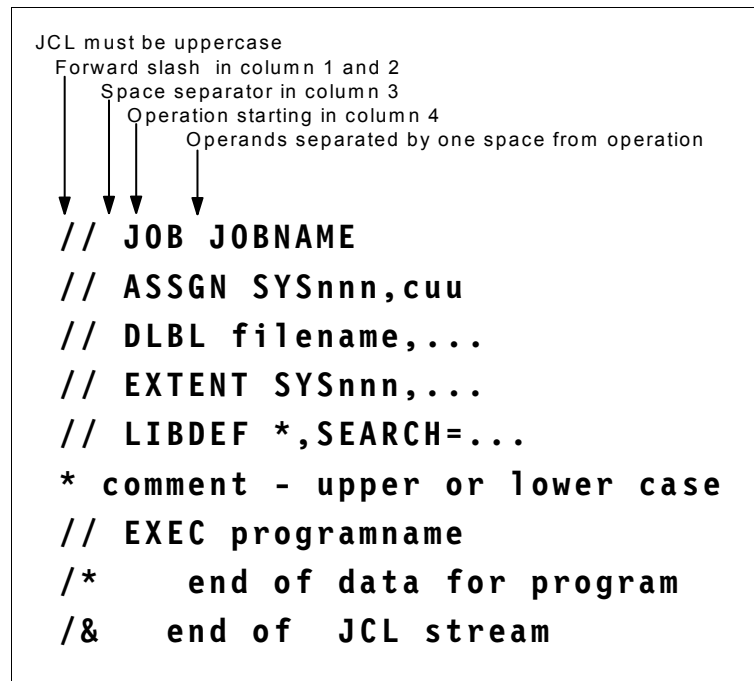 JCL must be uppercase
Forward slash in column 1 and 2
Space separator in column 3
Operation starting in column 4
Operands separated by one space from operation
// JOB JOBNAME
// ASSGN SYSnnn,cuu
// DLBL filename,...
// EXTENT SYSnnn,...
// LIBDEF *,SEARCH=...
* comment - upper or lower case
// EXEC programname
/* end of data for program
/& end of JCL stream